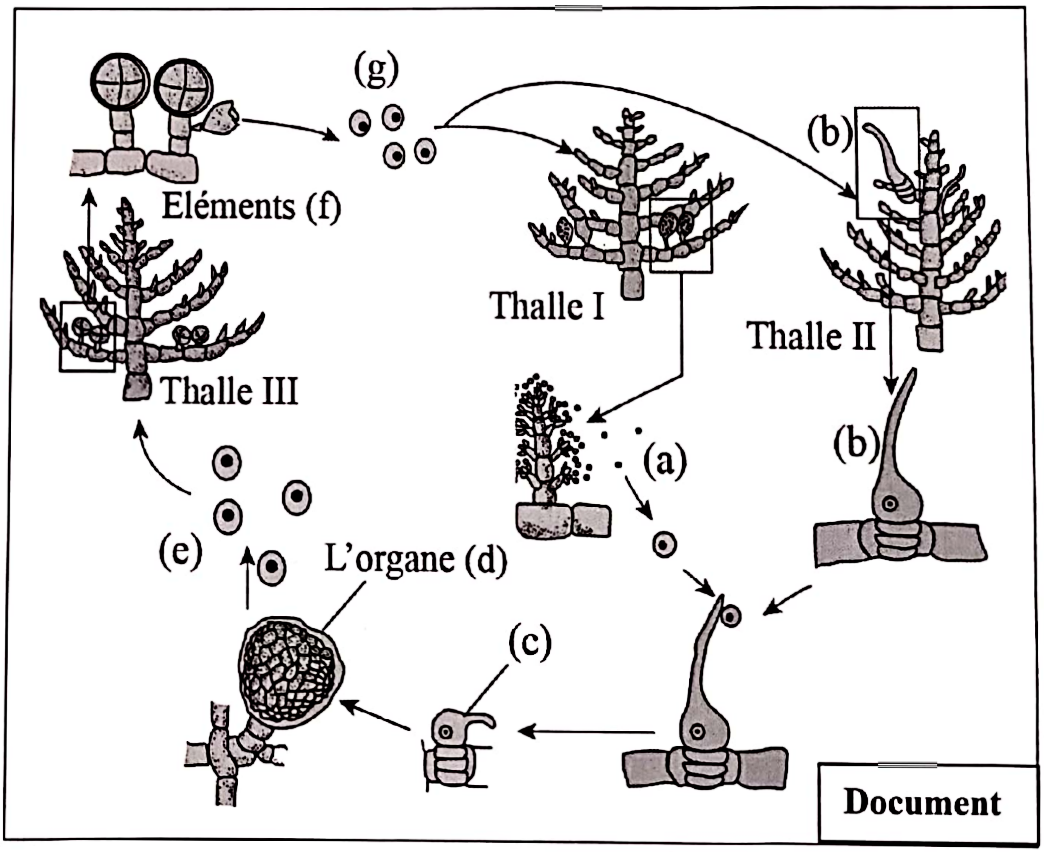 (g)
(b)
Eléments (f)
Thalle I
Thalle II
Thalle III
(b)
(a)
(e)
L'organe (d)
(c)
Document